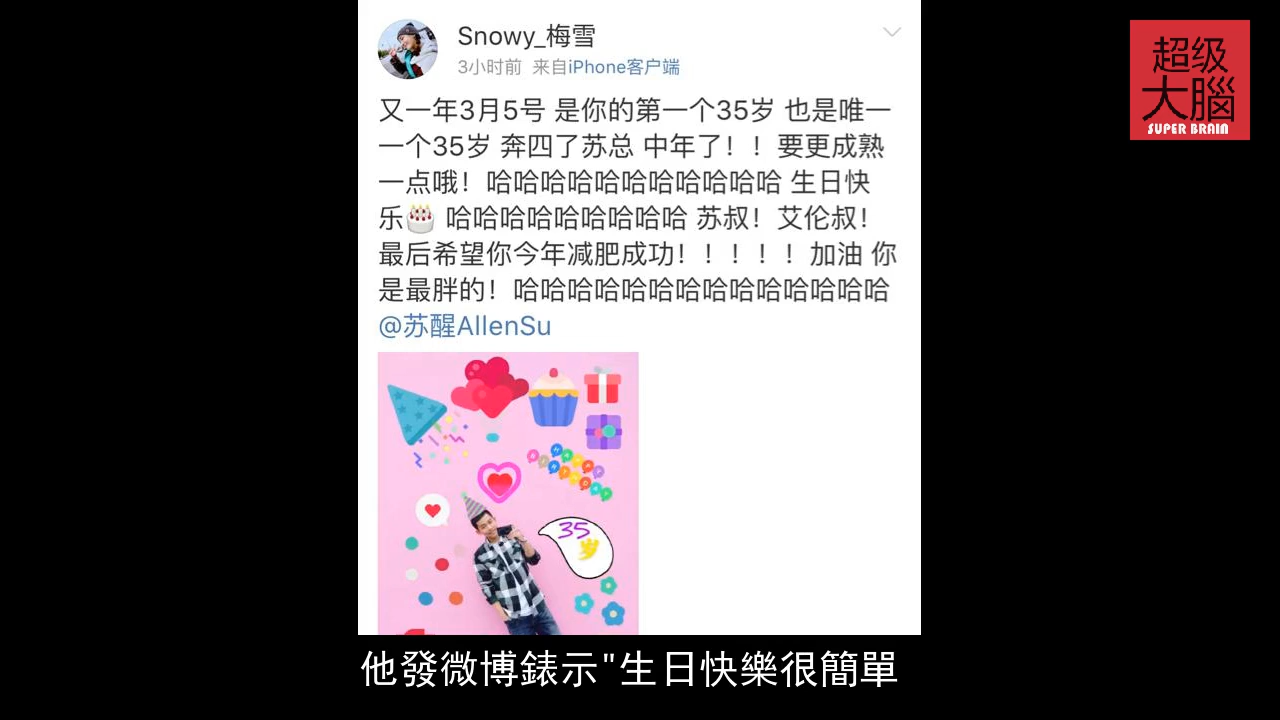 Snowy_梅雪
3小时前 来自iPhone客户端
又一年3月5号 是你的第一个35岁 也是唯一
一个35岁 奔四了苏总 中年了！！要更成熟
一点哦！哈哈哈哈哈哈哈哈哈哈哈 生日快
乐🎂 哈哈哈哈哈哈哈哈哈 苏叔！艾伦叔！
最后希望你今年减肥成功！！！！！加油 你
是最胖的！哈哈哈哈哈哈哈哈哈哈哈哈哈哈
@苏醒AllenSu
HAPPY
BIRTHDAY
35
岁
他發微博錶示"生日快樂很簡單
超级
大腦
SUPER BRAIN